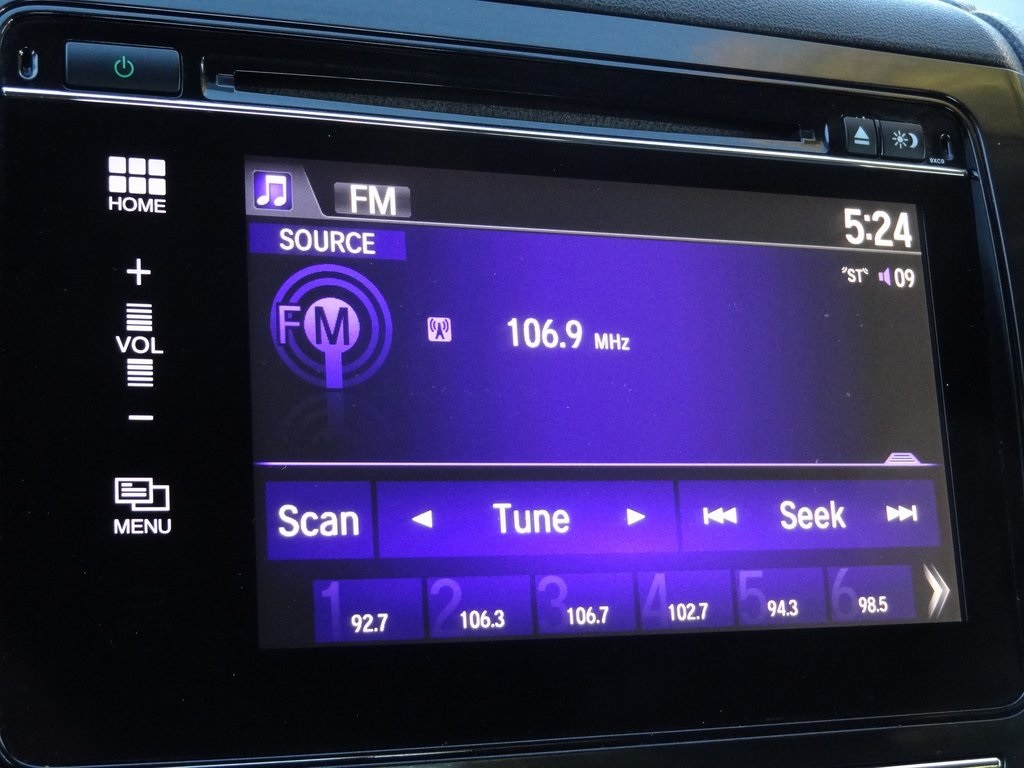 9XC0
HOME
FM
5:24
SOURCE
"ST" 09
FM
106.9 MHz
+
VOL
−
MENU
Scan Tune Seek
1 92.7 2 106.3 3 106.7 4 102.7 5 94.3 6 98.5